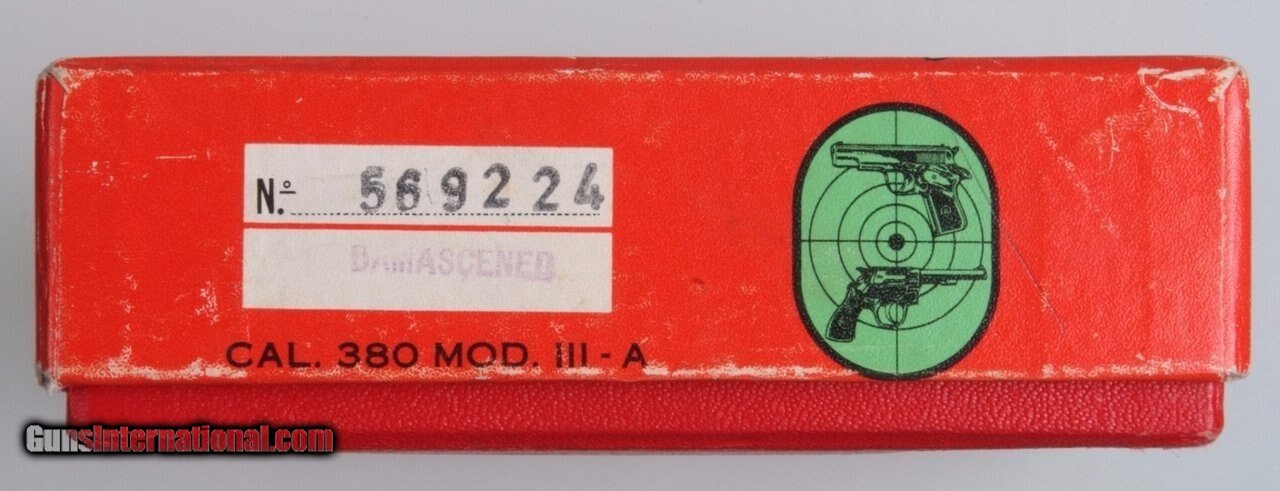 N.º 569224
DAMASCENED
CAL. 380 MOD. III - A
GunsInternational.com